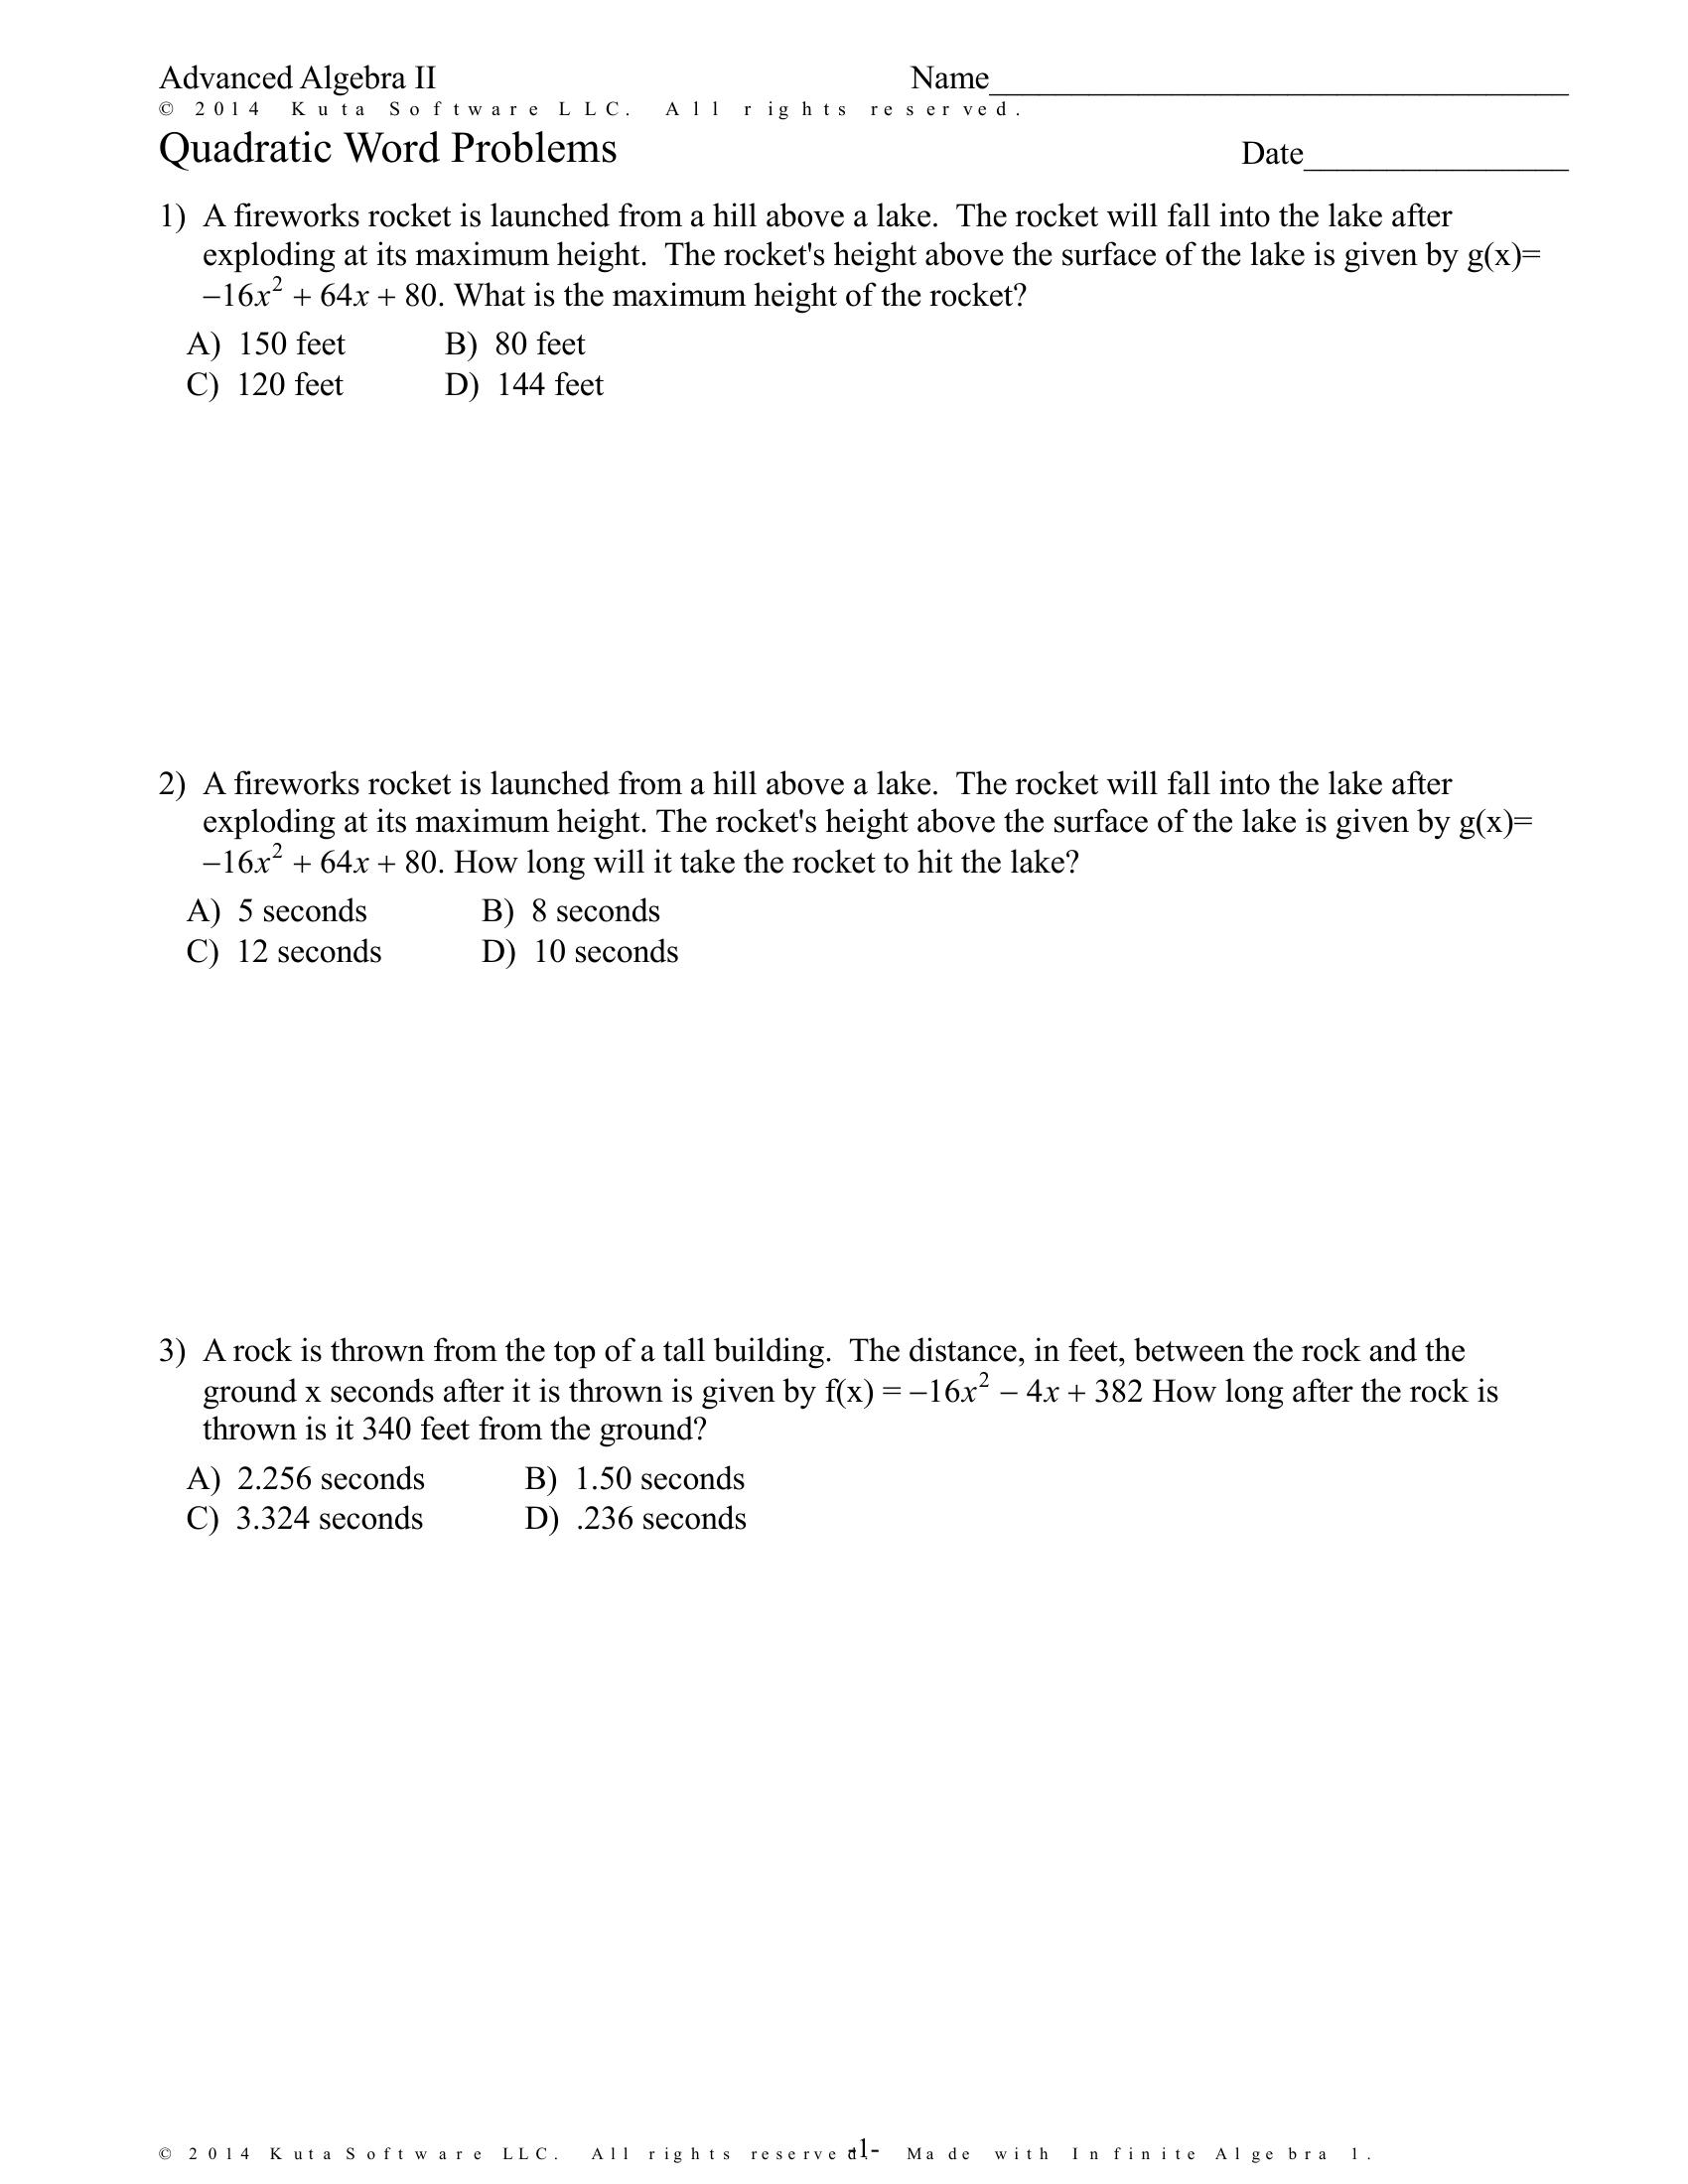 Advanced Algebra II Name___________________________________
© 2014 Kuta Software LLC. All rights reserved.
Quadratic Word Problems Date________________
1) A fireworks rocket is launched from a hill above a lake. The rocket will fall into the lake after
exploding at its maximum height. The rocket's height above the surface of the lake is given by g(x)=
−16x² + 64x + 80. What is the maximum height of the rocket?
A) 150 feet B) 80 feet
C) 120 feet D) 144 feet
2) A fireworks rocket is launched from a hill above a lake. The rocket will fall into the lake after
exploding at its maximum height. The rocket's height above the surface of the lake is given by g(x)=
−16x² + 64x + 80. How long will it take the rocket to hit the lake?
A) 5 seconds B) 8 seconds
C) 12 seconds D) 10 seconds
3) A rock is thrown from the top of a tall building. The distance, in feet, between the rock and the
ground x seconds after it is thrown is given by f(x) = −16x² − 4x + 382 How long after the rock is
thrown is it 340 feet from the ground?
A) 2.256 seconds B) 1.50 seconds
C) 3.324 seconds D) .236 seconds
© 2014 Kuta Software LLC. All rights reserved. -1- Made with Infinite Algebra 1.